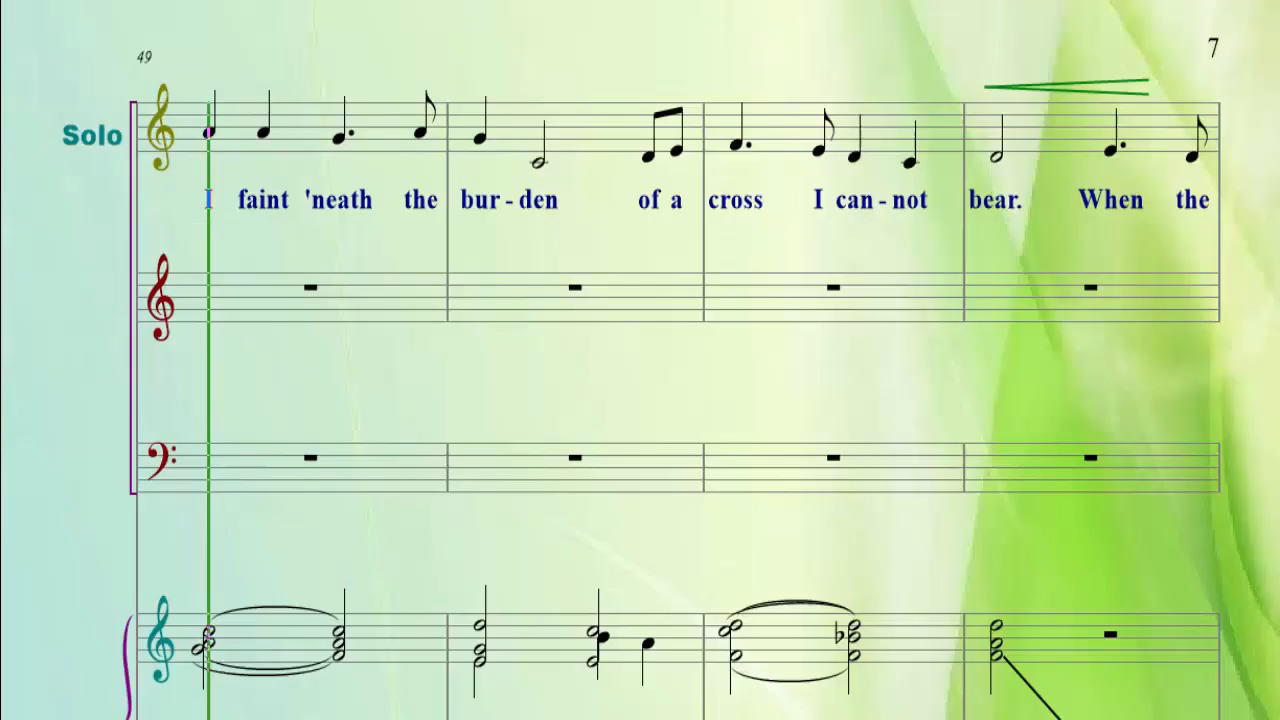 49
7
Solo
I faint 'neath the bur - den of a cross I can - not bear. When the